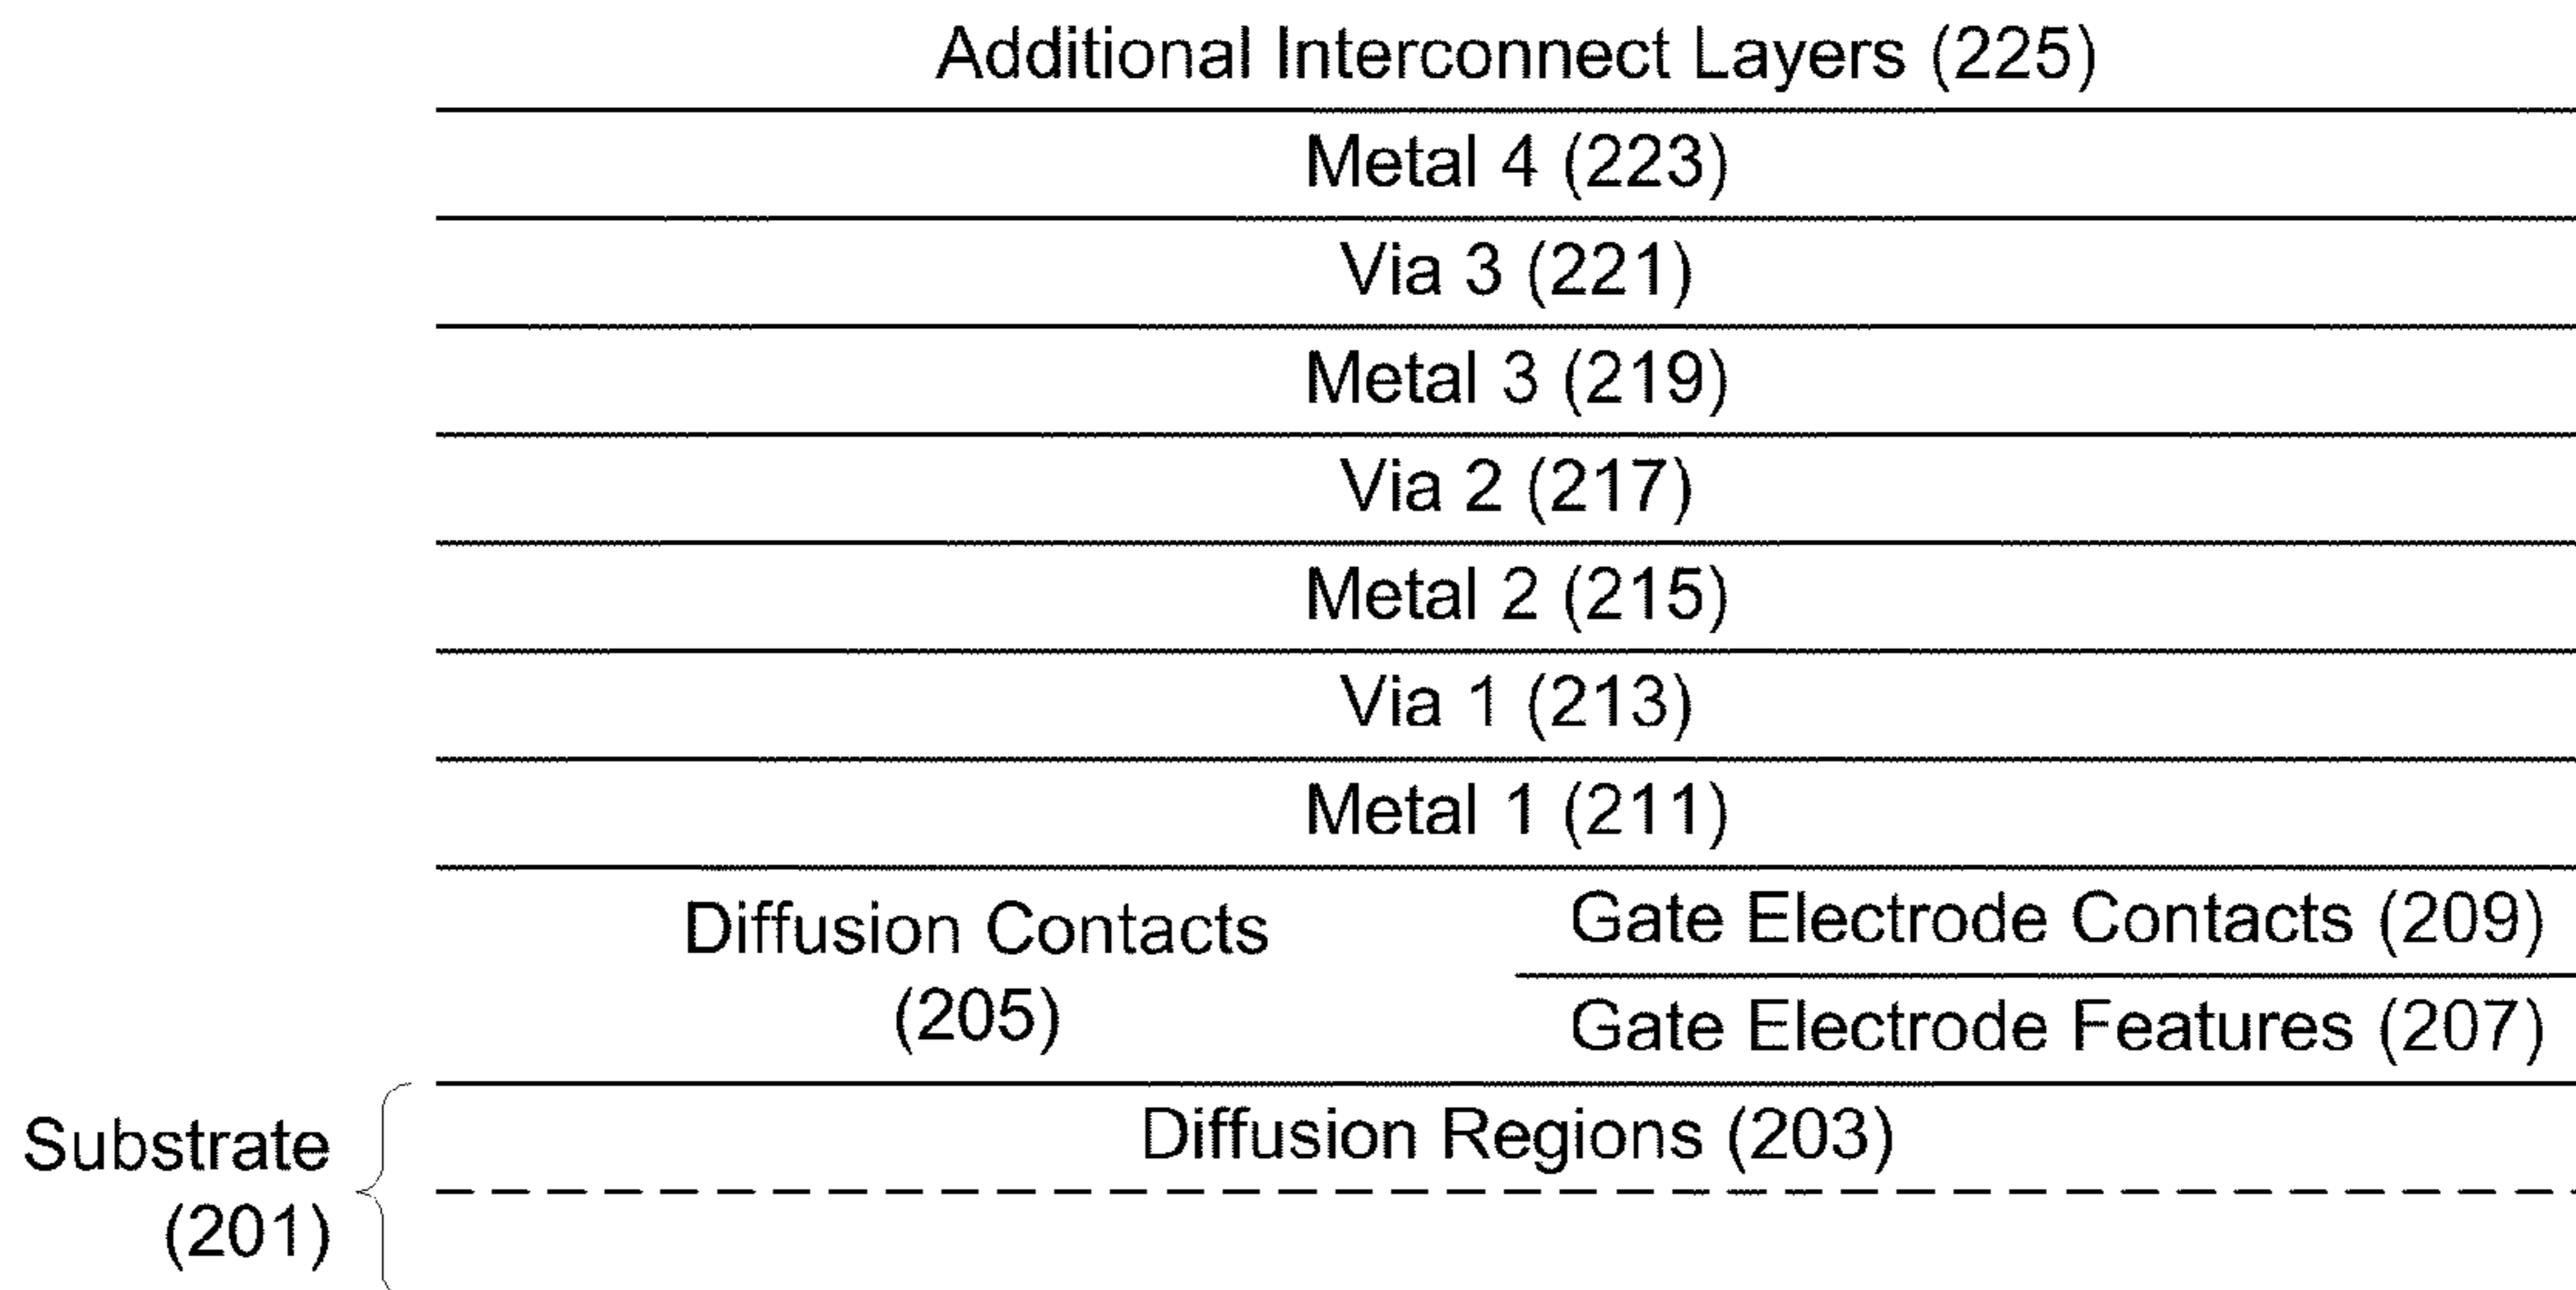 Additional Interconnect Layers (225)
Metal 4 (223)
Via 3 (221)
Metal 3 (219)
Via 2 (217)
Metal 2 (215)
Via 1 (213)
Metal 1 (211)
Diffusion Contacts
(205)
Gate Electrode Contacts (209)
Gate Electrode Features (207)
Diffusion Regions (203)
Substrate
(201)